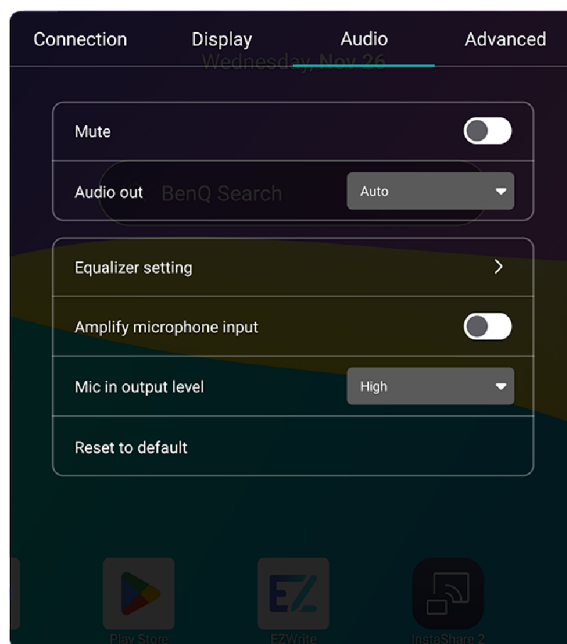 Connection Display Audio Advanced
Wednesday, Nov 26
Mute
Audio out Auto
BenQ Search
Equalizer setting
Amplify microphone input
Mic in output level High
Reset to default
Play Store EZWrite InstaShare 2